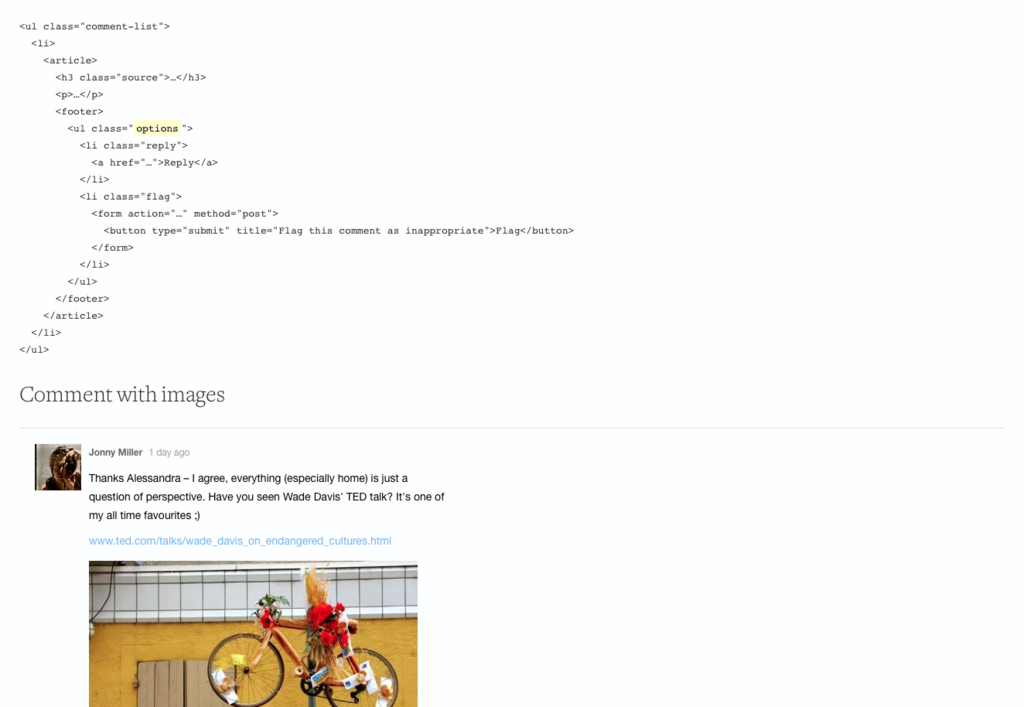 <ul class="comment-list">
<li>
<article>
<h3 class="source">…</h3>
<p>…</p>
<footer>
<ul class="options">
<li class="reply">
<a href="…">Reply</a>
</li>
<li class="flag">
<form action="…" method="post">
<button type="submit" title="Flag this comment as inappropriate">Flag</button>
</form>
</li>
</ul>
</footer>
</article>
</li>
</ul>
Comment with images
Jonny Miller 1 day ago
Thanks Alessandra – I agree, everything (especially home) is just a
question of perspective. Have you seen Wade Davis' TED talk? It's one of
my all time favourites ;)
www.ted.com/talks/wade_davis_on_endangered_cultures.html